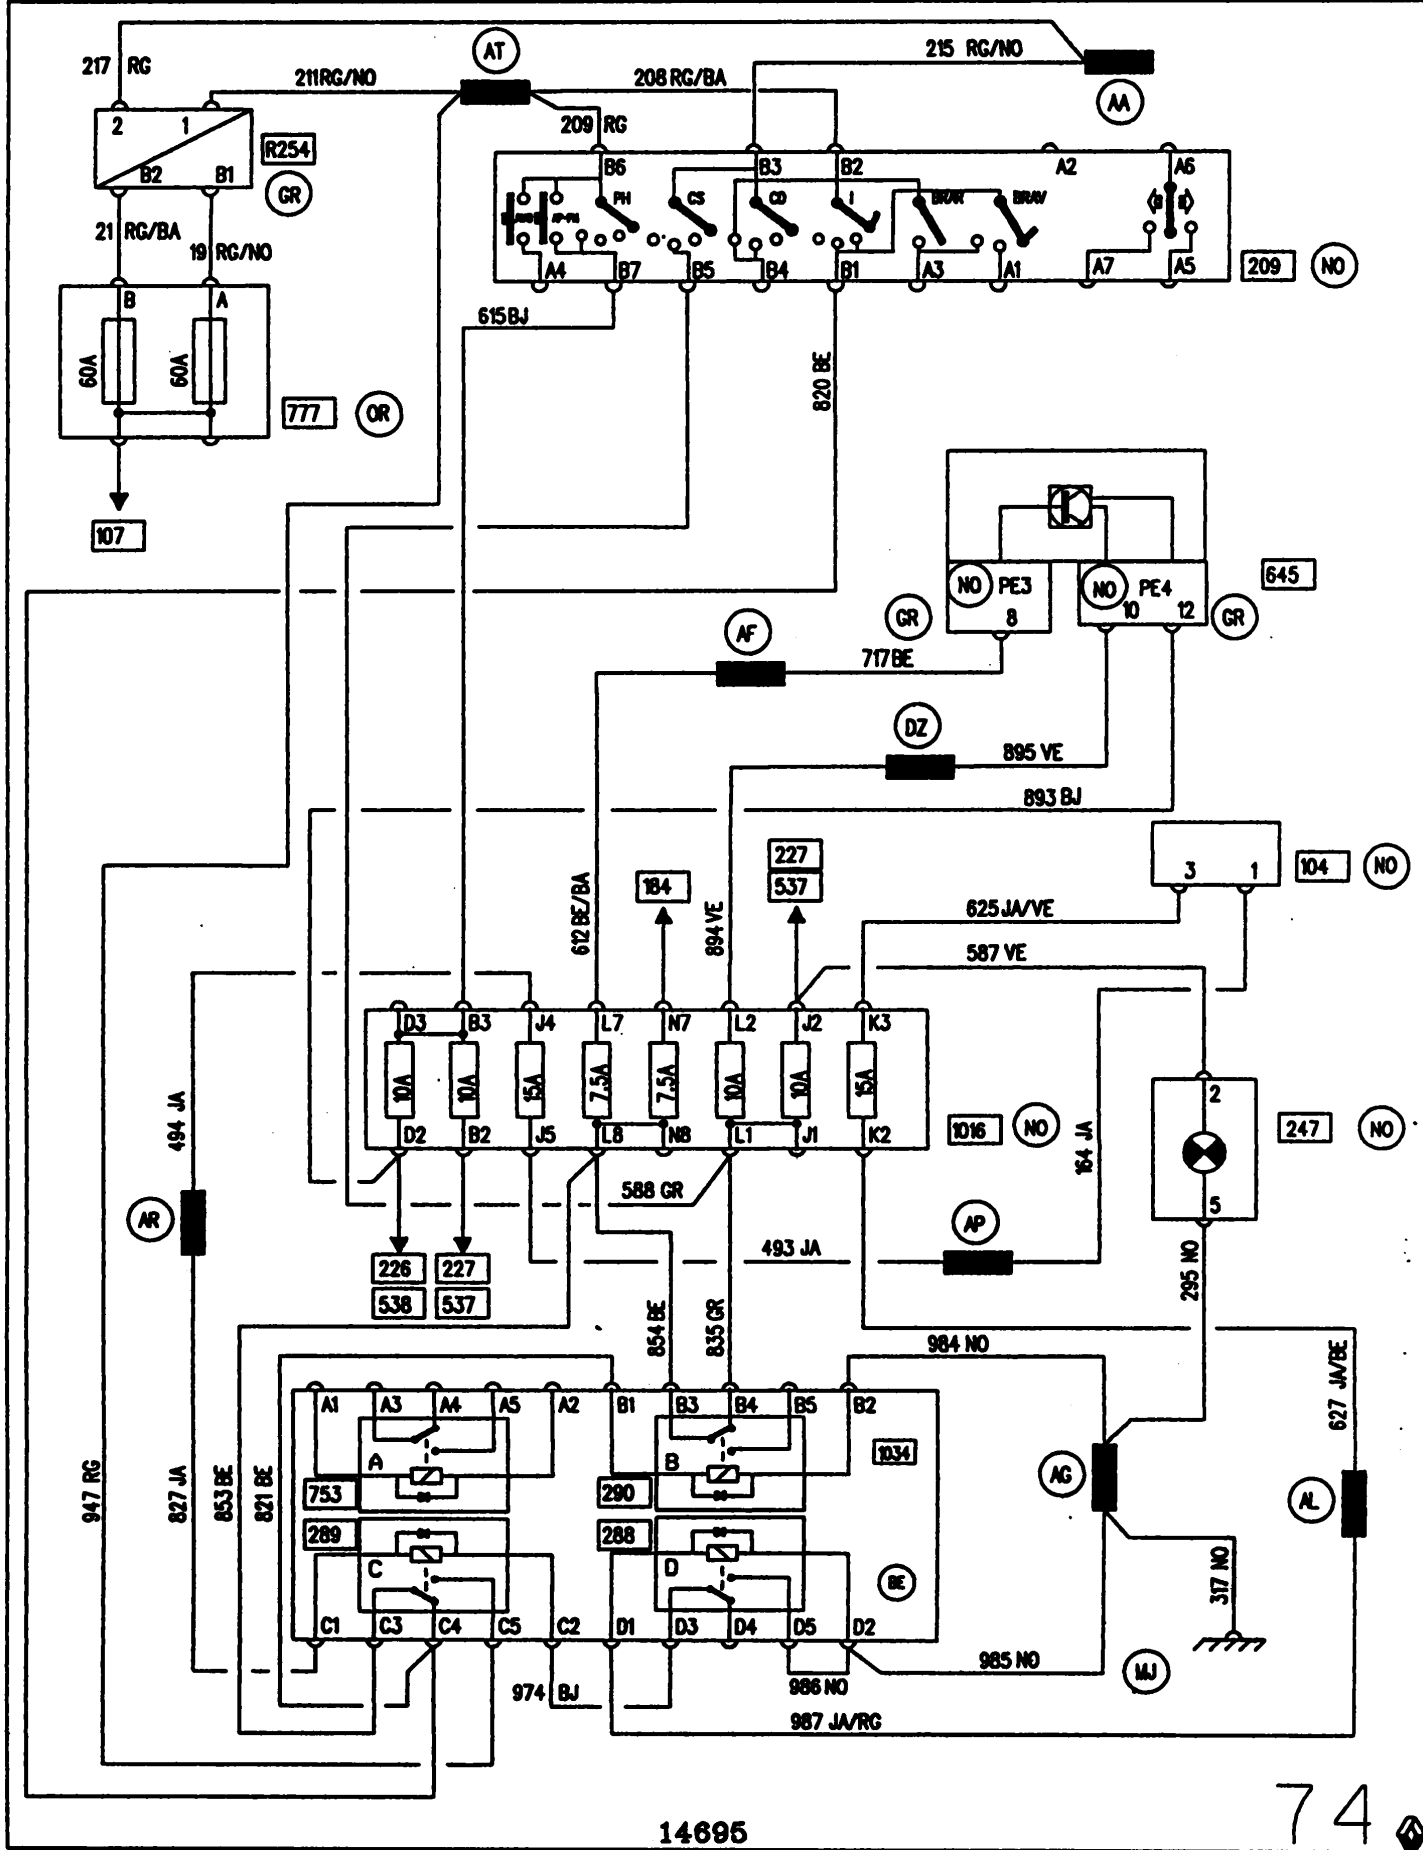 AT
217 RG
215 RG/NO
211RG/NO
208 RG/BA
AA
2 1
209 RG
R254
B2 B1
GR
B6 B3 B2 A2 A6
PH CS CD I BRAR BRAV
21 RG/BA
19 RG/NO
A4 B7 B5 B4 B1 A3 A1 A7 A5
209 NO
B A
615 BJ
60A 60A
820 BE
777 OR
107
NO PE3 NO PE4
645
8 10 12
GR GR
AF
717 BE
DZ
895 VE
893 BJ
227
537
184
3 1
104 NO
612 BE/BA
894 VE
625 JA/VE
587 VE
D3 B3 J4 L7 N7 L2 J2 K3
10A 10A 15A 7.5A 7.5A 10A 10A 15A
D2 B2 J5 L8 N8 L1 J1 K2
1016 NO
2
247 NO
5
494 JA
164 JA
588 GR
AR
AP
493 JA
226 227
538 537
295 NO
854 BE
835 GR
984 NO
627 JA/BE
A1 A3 A4 A5 A2 B1 B3 B4 B5 B2
A B
1034
753 290
289 288
C D
BE
AG
AL
947 RG
827 JA
853 BE
821 BE
317 NO
C1 C3 C4 C5 C2 D1 D3 D4 D5 D2
985 NO
MJ
986 NO
974 BJ
987 JA/RG
14695
74